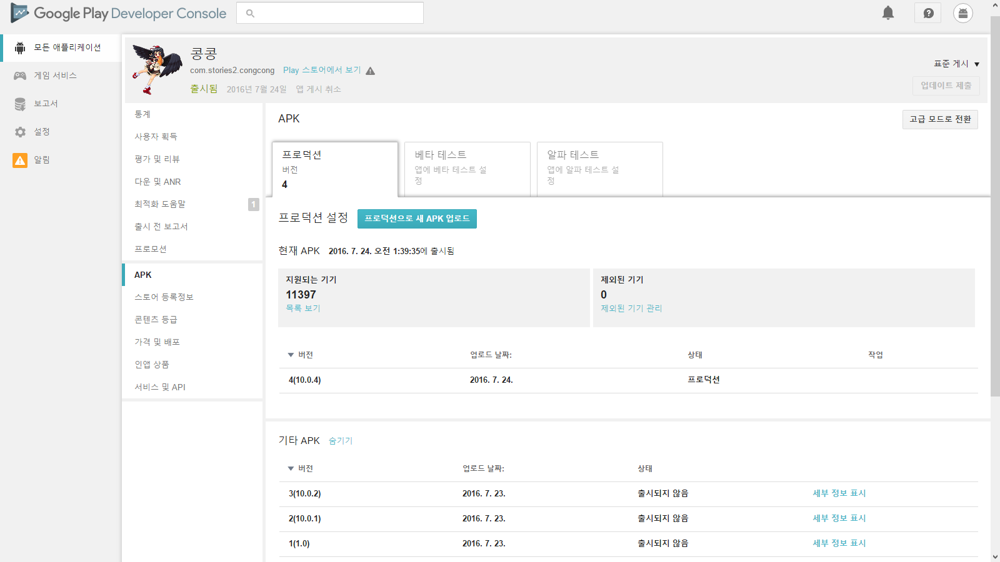 Google Play Developer Console
모든 애플리케이션
게임 서비스
보고서
설정
알림
콩콩
com.stories2.congcong Play 스토어에서 보기
출시됨 2016년 7월 24일 앱 게시 취소
표준 게시
업데이트 제출
통계
사용자 획득
평가 및 리뷰
다운 및 ANR
최적화 도움말 1
출시 전 보고서
프로모션
APK
스토어 등록정보
콘텐츠 등급
가격 및 배포
인앱 상품
서비스 및 API
APK
고급 모드로 전환
프로덕션
버전
4
베타 테스트
앱에 베타 테스트 설
정
알파 테스트
앱에 알파 테스트 설
정
프로덕션 설정 프로덕션으로 새 APK 업로드
현재 APK 2016. 7. 24. 오전 1:39:35에 출시됨
지원되는 기기
11397
목록 보기
제외된 기기
0
제외된 기기 관리
버전 업로드 날짜: 상태 작업
4(10.0.4) 2016. 7. 24. 프로덕션
기타 APK 숨기기
버전 업로드 날짜: 상태
3(10.0.2) 2016. 7. 23. 출시되지 않음 세부 정보 표시
2(10.0.1) 2016. 7. 23. 출시되지 않음 세부 정보 표시
1(1.0) 2016. 7. 23. 출시되지 않음 세부 정보 표시